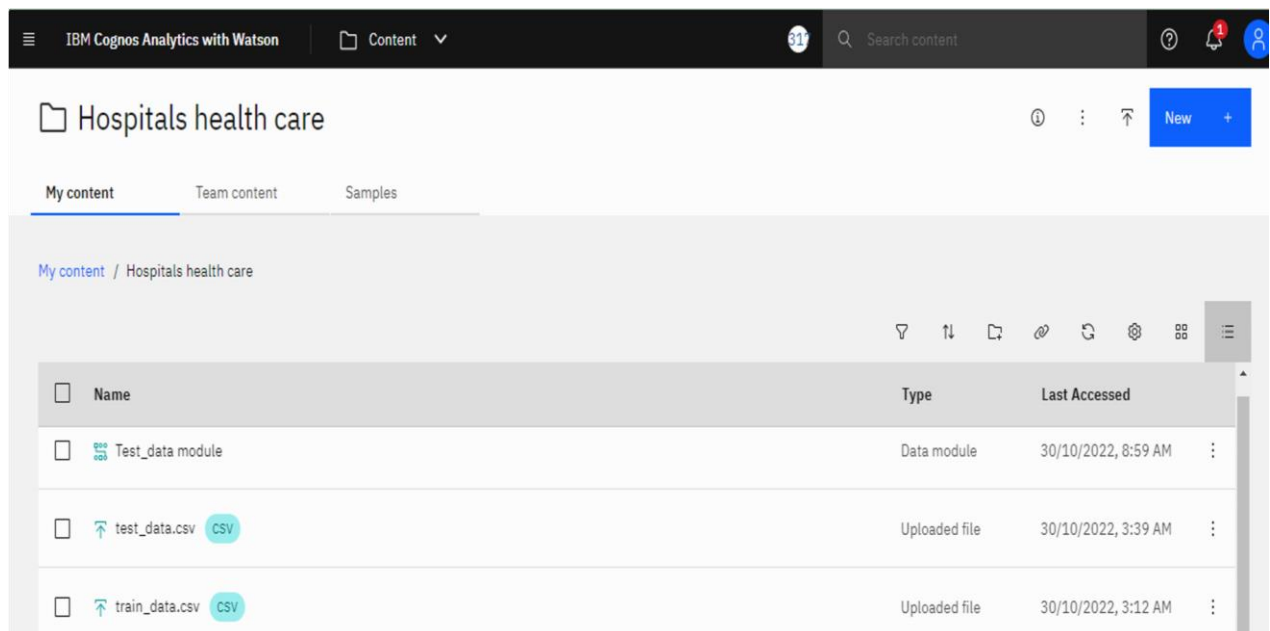 IBM Cognos Analytics with Watson Content Search content 1
Hospitals health care New +
My content Team content Samples
My content / Hospitals health care
Name Type Last Accessed
Test_data module Data module 30/10/2022, 8:59 AM
test_data.csv CSV Uploaded file 30/10/2022, 3:39 AM
train_data.csv CSV Uploaded file 30/10/2022, 3:12 AM